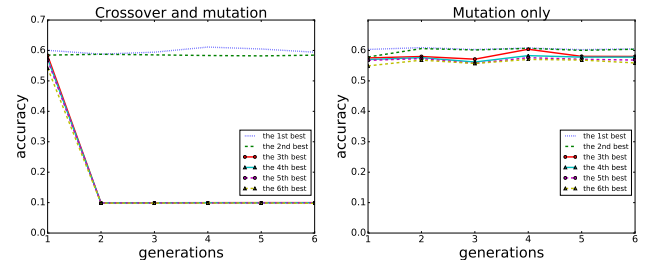 Crossover and mutation
0.7
0.6
0.5
0.4
0.3
0.2
0.1
0.0
accuracy
the 1st best
the 2nd best
the 3th best
the 4th best
the 5th best
the 6th best
1 2 3 4 5 6
generations
Mutation only
0.7
0.6
0.5
0.4
0.3
0.2
0.1
0.0
accuracy
the 1st best
the 2nd best
the 3th best
the 4th best
the 5th best
the 6th best
1 2 3 4 5 6
generations